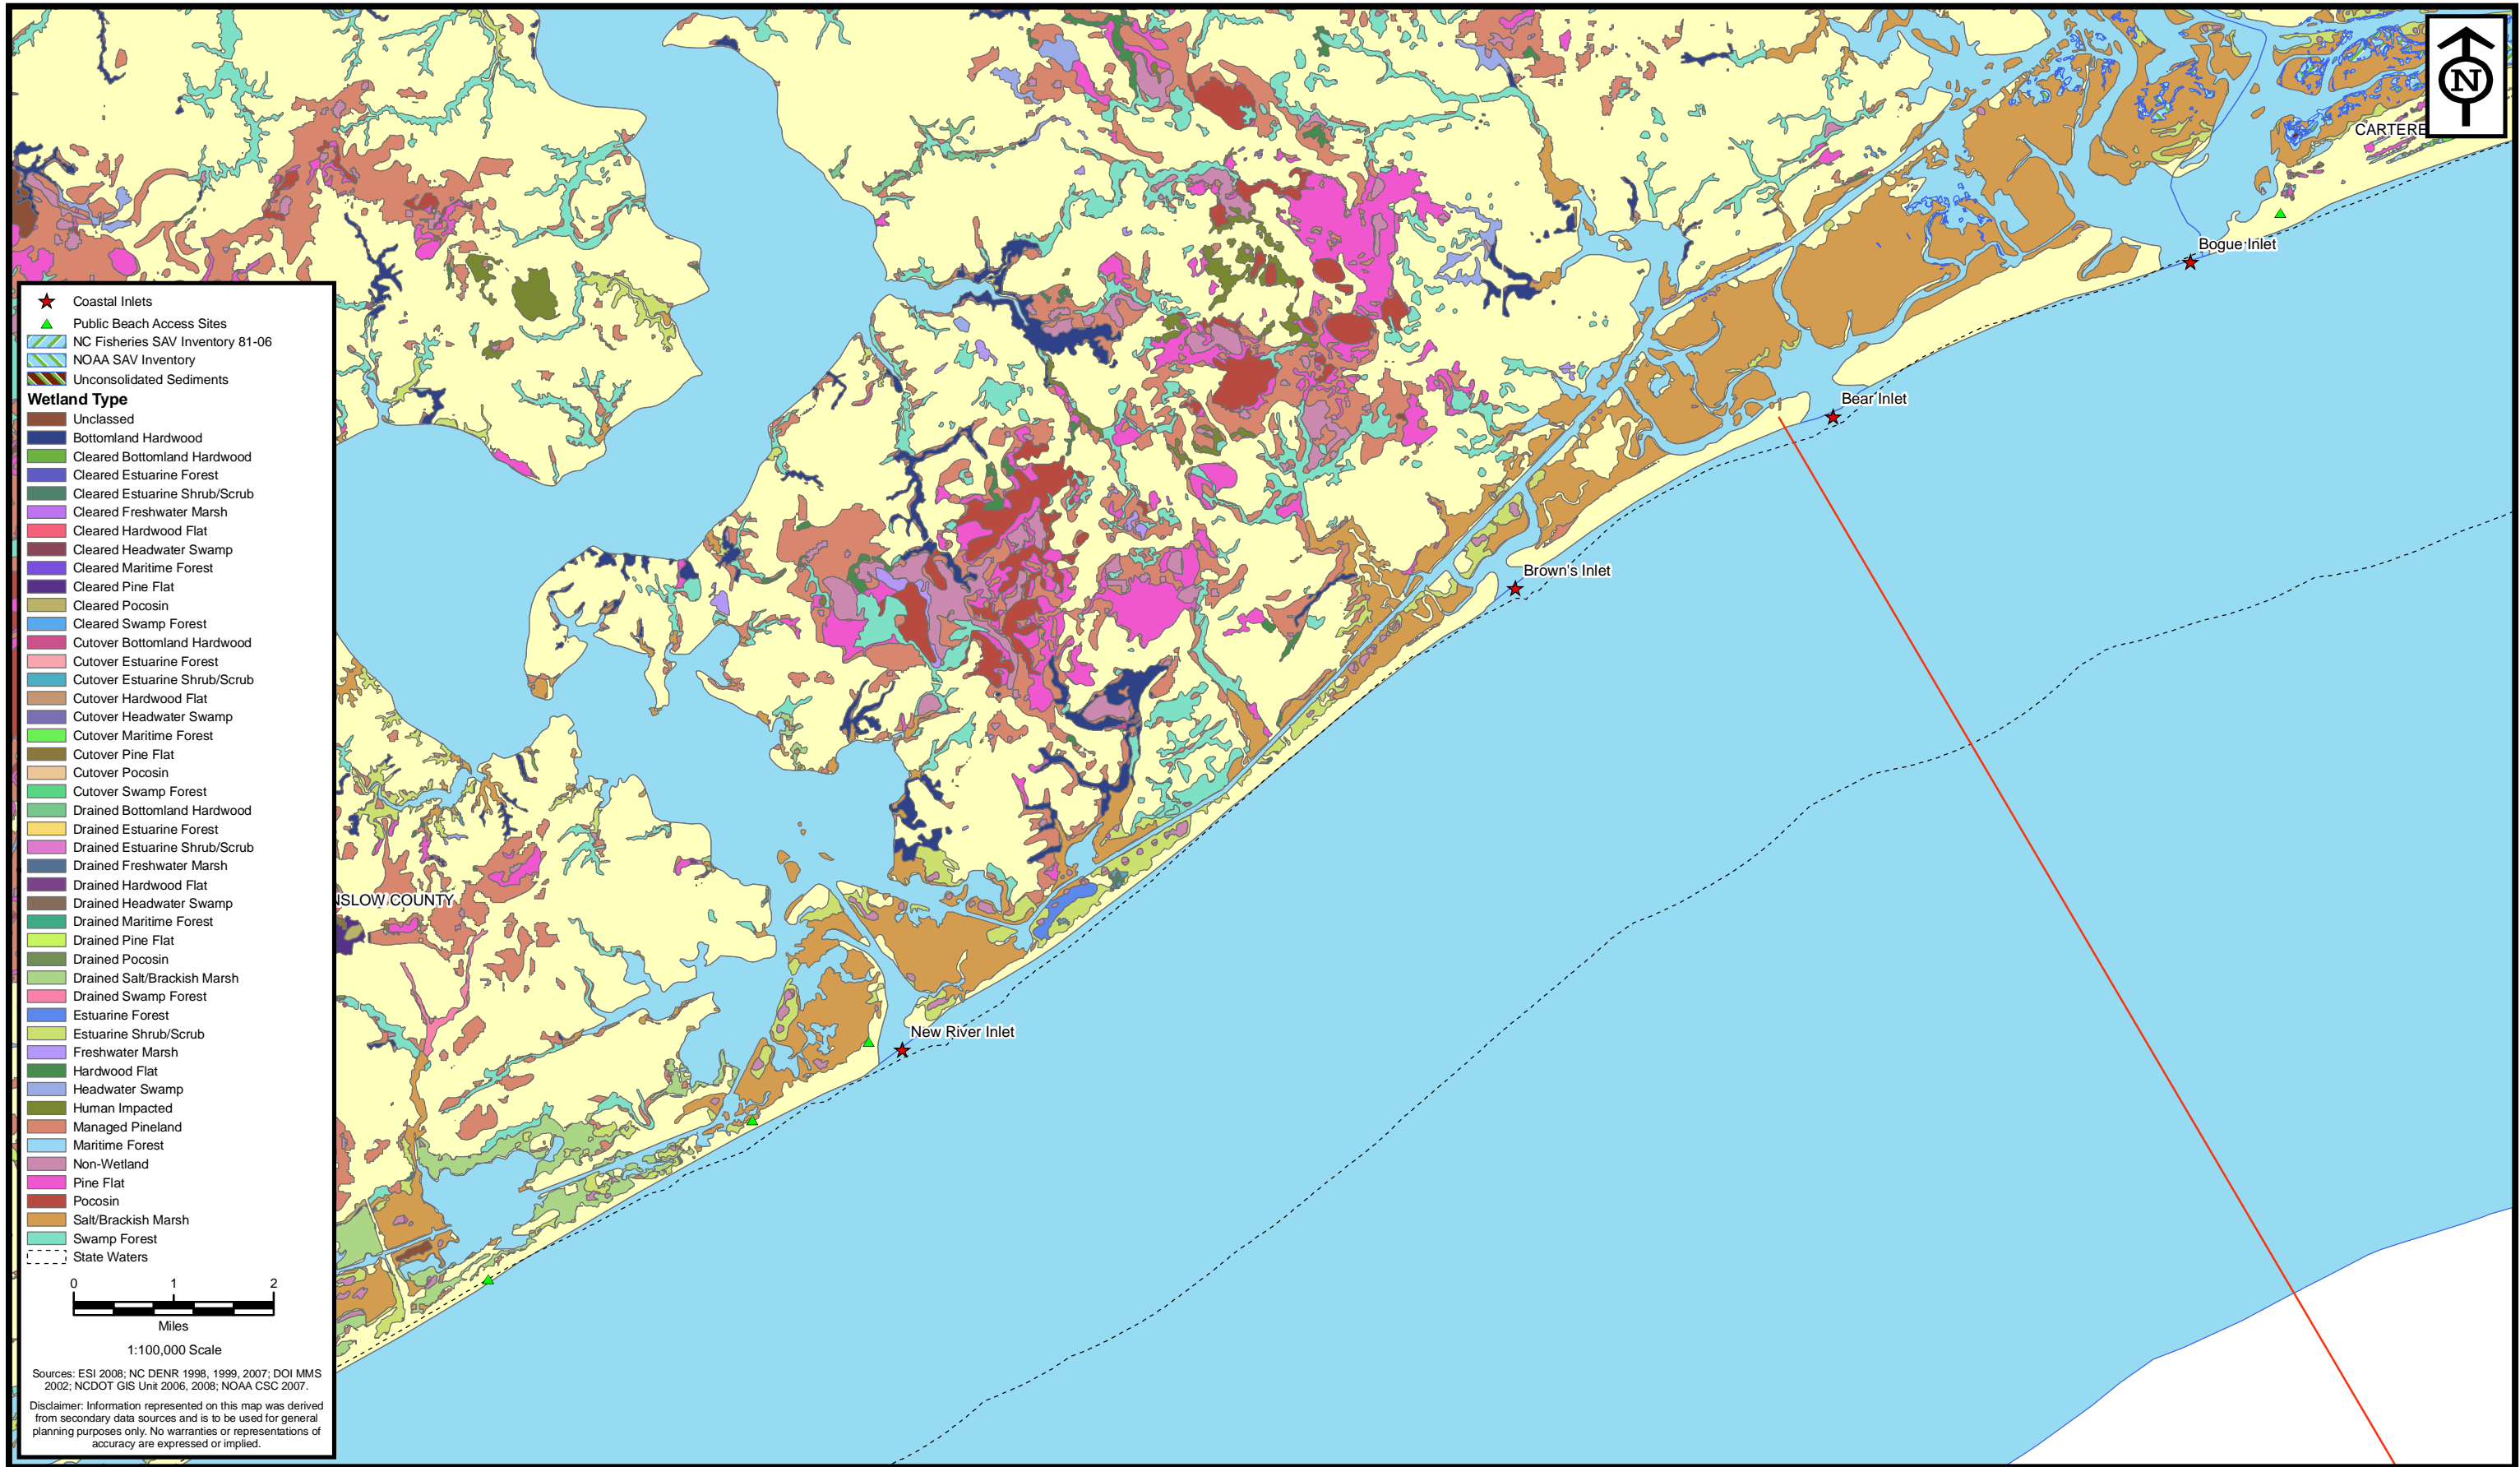 N
CARTERE
Bogue Inlet
Bear Inlet
Brown's Inlet
New River Inlet
NSLOW COUNTY
Coastal Inlets
Public Beach Access Sites
NC Fisheries SAV Inventory 81-06
NOAA SAV Inventory
Unconsolidated Sediments
Wetland Type
Unclassed
Bottomland Hardwood
Cleared Bottomland Hardwood
Cleared Estuarine Forest
Cleared Estuarine Shrub/Scrub
Cleared Freshwater Marsh
Cleared Hardwood Flat
Cleared Headwater Swamp
Cleared Maritime Forest
Cleared Pine Flat
Cleared Pocosin
Cleared Swamp Forest
Cutover Bottomland Hardwood
Cutover Estuarine Forest
Cutover Estuarine Shrub/Scrub
Cutover Hardwood Flat
Cutover Headwater Swamp
Cutover Maritime Forest
Cutover Pine Flat
Cutover Pocosin
Cutover Swamp Forest
Drained Bottomland Hardwood
Drained Estuarine Forest
Drained Estuarine Shrub/Scrub
Drained Freshwater Marsh
Drained Hardwood Flat
Drained Headwater Swamp
Drained Maritime Forest
Drained Pine Flat
Drained Pocosin
Drained Salt/Brackish Marsh
Drained Swamp Forest
Estuarine Forest
Estuarine Shrub/Scrub
Freshwater Marsh
Hardwood Flat
Headwater Swamp
Human Impacted
Managed Pineland
Maritime Forest
Non-Wetland
Pine Flat
Pocosin
Salt/Brackish Marsh
Swamp Forest
State Waters
0 1 2
Miles
1:100,000 Scale
Sources: ESI 2008; NC DENR 1998, 1999, 2007; DOI MMS
2002; NCDOT GIS Unit 2006, 2008; NOAA CSC 2007.
Disclaimer: Information represented on this map was derived
from secondary data sources and is to be used for general
planning purposes only. No warranties or representations of
accuracy are expressed or implied.